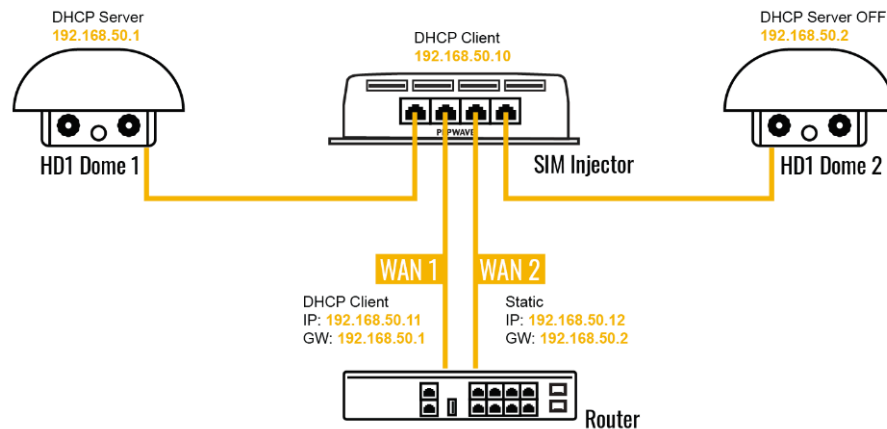 DHCP Server
192.168.50.1
HD1 Dome 1
DHCP Client
192.168.50.10
PEPWAVE
SIM Injector
DHCP Server OFF
192.168.50.2
HD1 Dome 2
WAN 1
WAN 2
DHCP Client
IP: 192.168.50.11
GW: 192.168.50.1
Static
IP: 192.168.50.12
GW: 192.168.50.2
Router